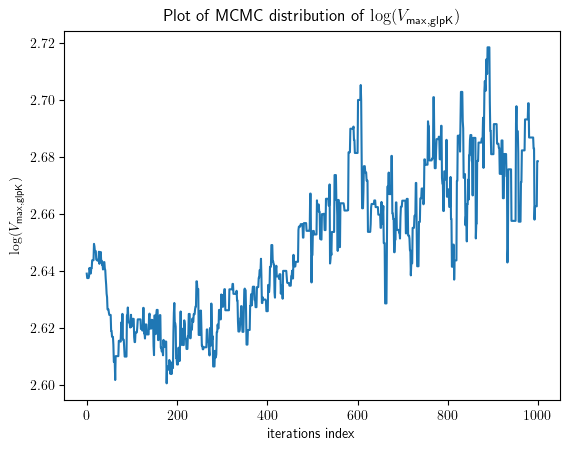 Plot of MCMC distribution of log(V_max,glpK)
log(V_max,glpK)
2.72
2.70
2.68
2.66
2.64
2.62
2.60
0 200 400 600 800 1000
iterations index